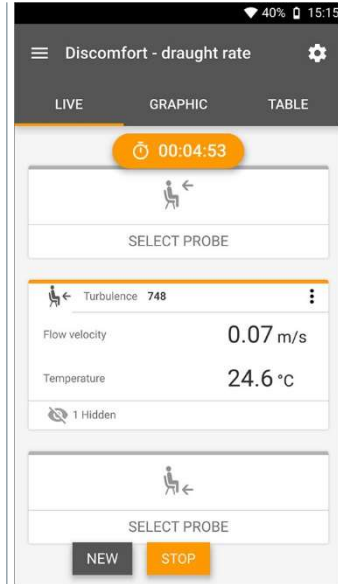 40% 15:15
Discomfort - draught rate
LIVE GRAPHIC TABLE
00:04:53
SELECT PROBE
Turbulence 748
Flow velocity 0.07 m/s
Temperature 24.6 °C
1 Hidden
SELECT PROBE
NEW STOP